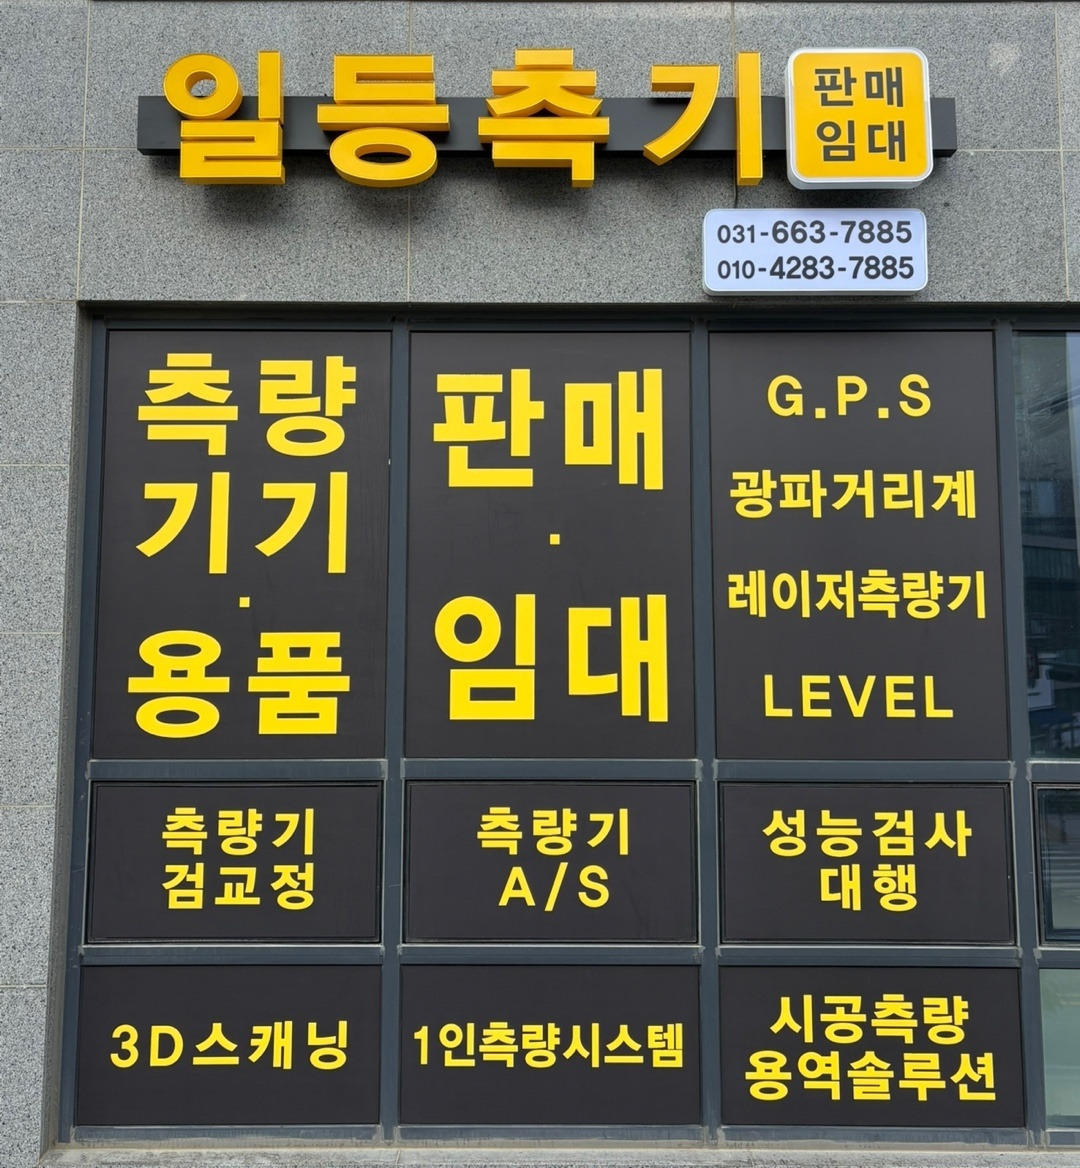 일등측기
판매
임대
031-663-7885
010-4283-7885
측량
기기
·
용품
판매
·
임대
G.P.S
광파거리계
레이저측량기
LEVEL
측량기
검교정
측량기
A/S
성능검사
대행
3D스캐닝
1인측량시스템
시공측량
용역솔루션